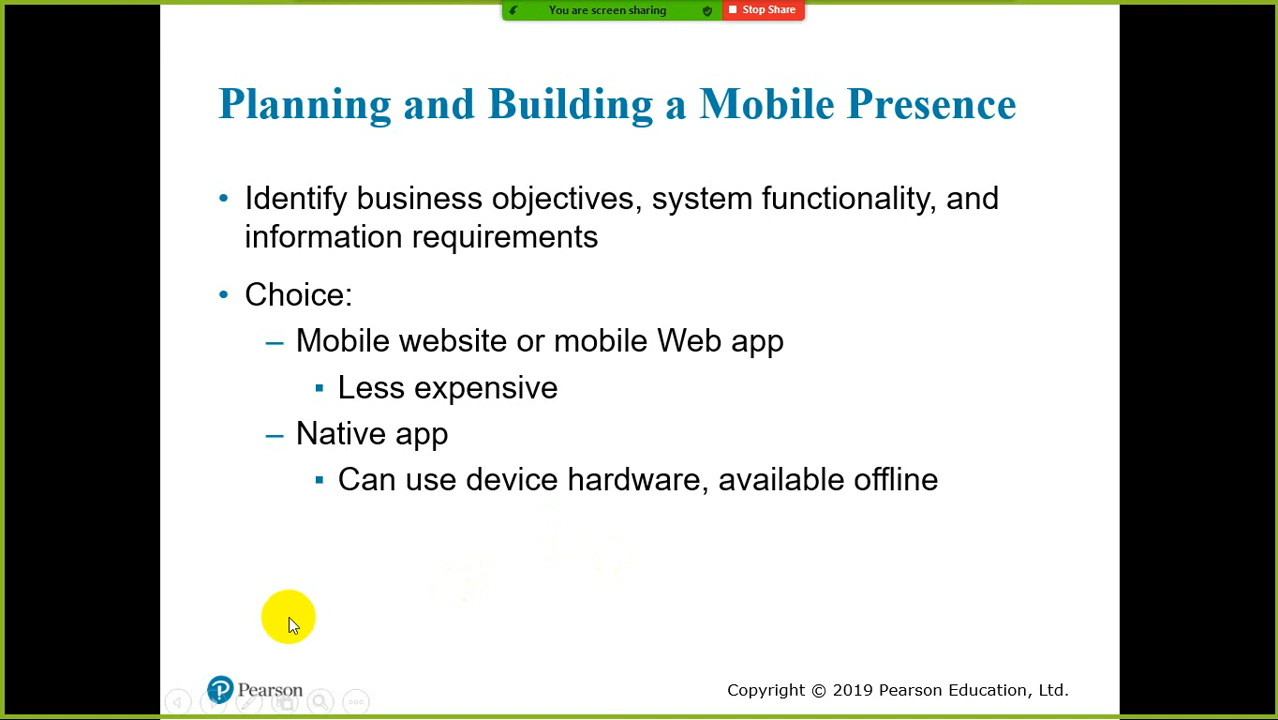 You are screen sharing
Stop Share
Planning and Building a Mobile Presence
• Identify business objectives, system functionality, and
information requirements
• Choice:
– Mobile website or mobile Web app
▪ Less expensive
– Native app
▪ Can use device hardware, available offline
Pearson
Copyright © 2019 Pearson Education, Ltd.